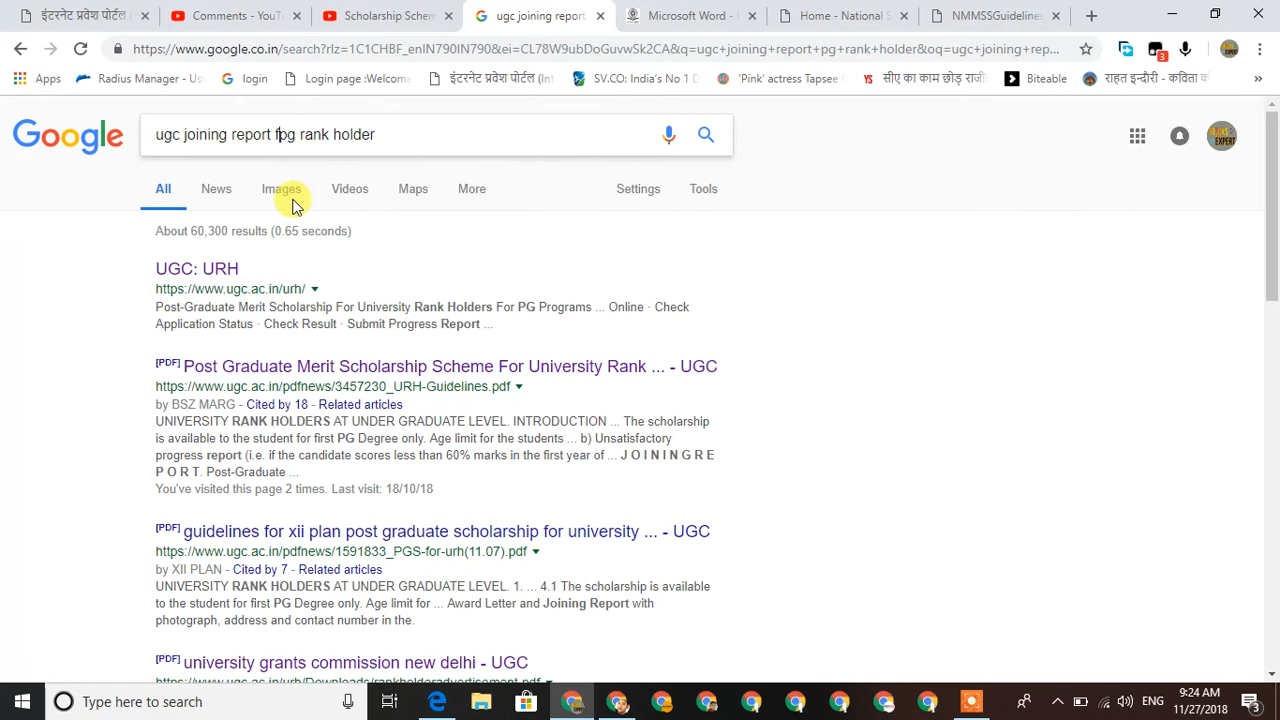 इंटरनेट प्रवेश पोर्टल (
Comments - YouT
Scholarship Schem
ugc joining report
Microsoft Word -
Home - National S
NMMSSGuidelines
https://www.google.co.in/search?rlz=1C1CHBF_enIN790IN790&ei=CL78W9ubDoGuvwSk2CA&q=ugc+joining+report+pg+rank+holder&oq=ugc+joining+rep...
3
Apps
Radius Manager - Us
login
Login page :Welcome
इंटरनेट प्रवेश पोर्टल (Int
SV.CO: India's No 1 D
'Pink' actress Tapsee
YS सीए का काम छोड़ राजी
Biteable
राहत इन्दौरी - कविता क
»
Google
ugc joining report fpg rank holder
All
News
Images
Videos
Maps
More
Settings
Tools
About 60,300 results (0.65 seconds)
UGC: URH
https://www.ugc.ac.in/urh/
Post-Graduate Merit Scholarship For University Rank Holders For PG Programs ... Online · Check
Application Status · Check Result · Submit Progress Report ...
[PDF] Post Graduate Merit Scholarship Scheme For University Rank ... - UGC
https://www.ugc.ac.in/pdfnews/3457230_URH-Guidelines.pdf
by BSZ MARG - Cited by 18 - Related articles
UNIVERSITY RANK HOLDERS AT UNDER GRADUATE LEVEL. INTRODUCTION ... The scholarship
is available to the student for first PG Degree only. Age limit for the students ... b) Unsatisfactory
progress report (i.e. if the candidate scores less than 60% marks in the first year of ... J O I N I N G R E
P O R T. Post-Graduate ...
You've visited this page 2 times. Last visit: 18/10/18
[PDF] guidelines for xii plan post graduate scholarship for university ... - UGC
https://www.ugc.ac.in/pdfnews/1591833_PGS-for-urh(11.07).pdf
by XII PLAN - Cited by 7 - Related articles
UNIVERSITY RANK HOLDERS AT UNDER GRADUATE LEVEL. 1. ... 4.1 The scholarship is available
to the student for first PG Degree only. Age limit for ... Award Letter and Joining Report with
photograph, address and contact number in the.
[PDF] university grants commission new delhi - UGC
https://www.ugc.ac.in/urh/Downloads/rankholderadvertisement.pdf
Type here to search
ENG
9:24 AM
11/27/2018
3